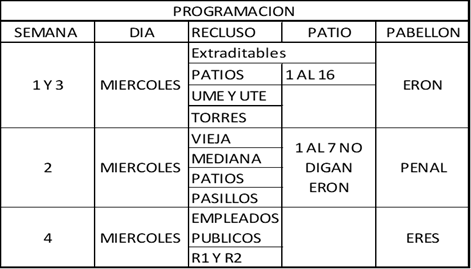 PROGRAMACION
SEMANA DIA RECLUSO PATIO PABELLON
1 Y 3 MIERCOLES Extraditables ERON
PATIOS 1 AL 16
UME Y UTE
TORRES
2 MIERCOLES VIEJA 1 AL 7 NO DIGAN ERON PENAL
MEDIANA
PATIOS
PASILLOS
4 MIERCOLES EMPLEADOS PUBLICOS ERES
R1 Y R2